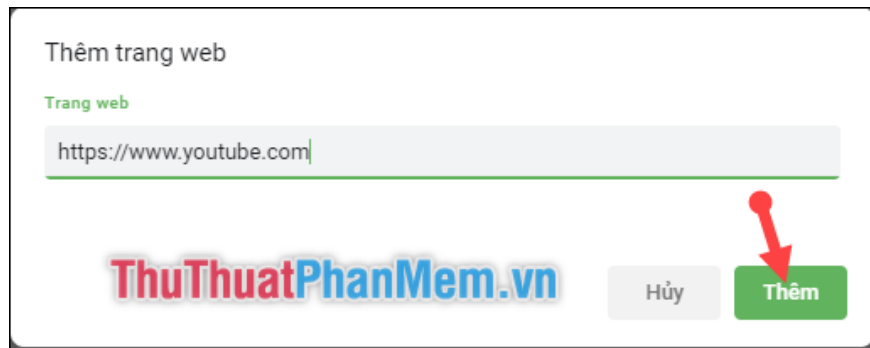 Thêm trang web
Trang web
https://www.youtube.com
ThuThuatPhanMem.vn
Hủy
Thêm